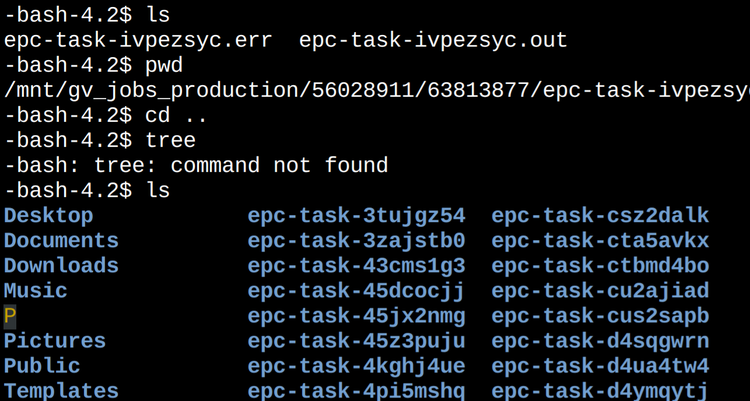 -bash-4.2$ ls
epc-task-ivpezsyc.err  epc-task-ivpezsyc.out
-bash-4.2$ pwd
/mnt/gv_jobs_production/56028911/63813877/epc-task-ivpezsyc
-bash-4.2$ cd ..
-bash-4.2$ tree
-bash: tree: command not found
-bash-4.2$ ls
Desktop            epc-task-3tujgz54  epc-task-csz2dalk
Documents          epc-task-3zajstb0  epc-task-cta5avkx
Downloads          epc-task-43cms1g3  epc-task-ctbmd4bo
Music              epc-task-45dcocjj  epc-task-cu2ajiad
P                  epc-task-45jx2nmg  epc-task-cus2sapb
Pictures           epc-task-45z3puju  epc-task-d4sqgwrn
Public             epc-task-4kghj4ue  epc-task-d4ua4tw4
Templates          epc-task-4pi5mshq  epc-task-d4ymqytj